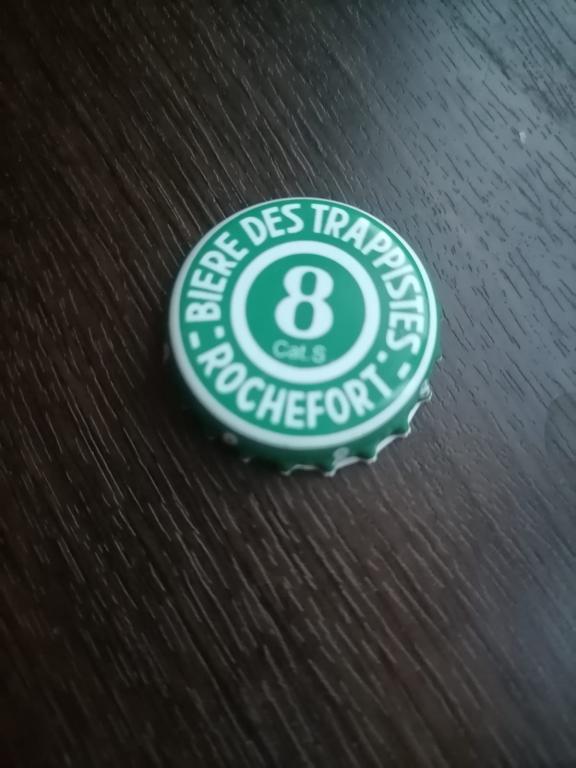 - BIERE DES TRAPPISTES -
8
Cat.S
ROCHEFORT